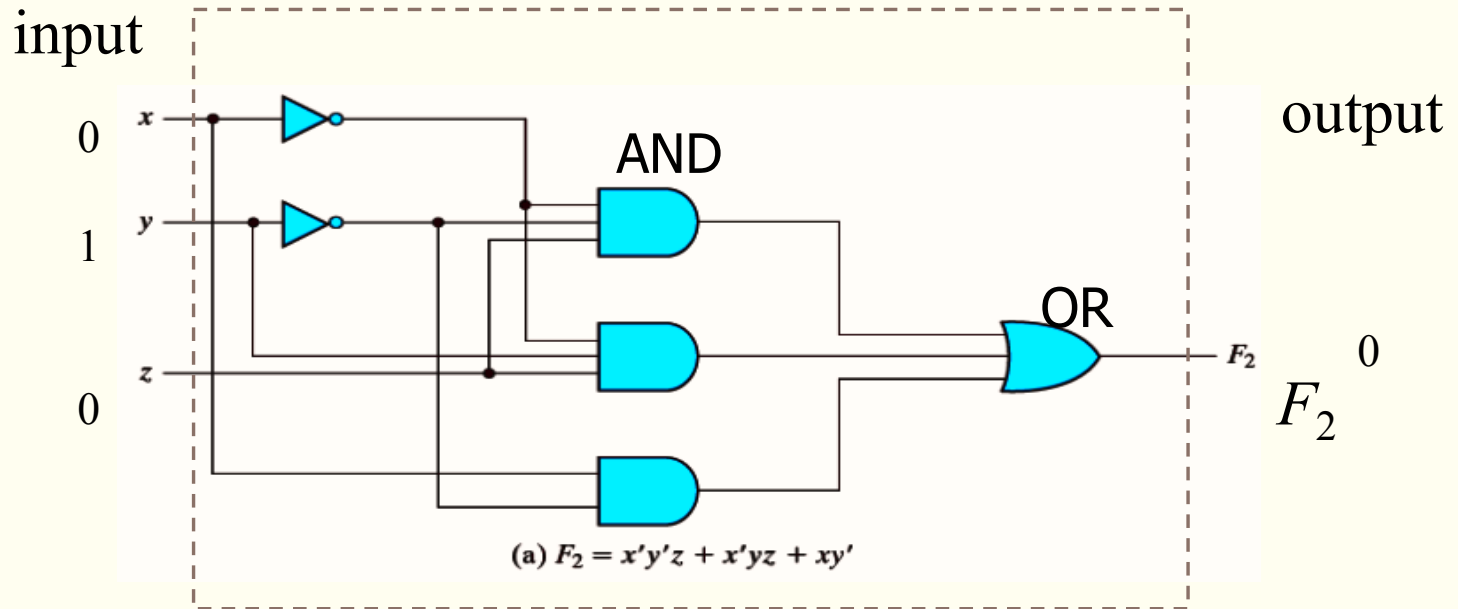 input
output
x
0
AND
y
1
OR
F₂
0
z
0
F₂
(a) F₂ = x′y′z + x′yz + xy′